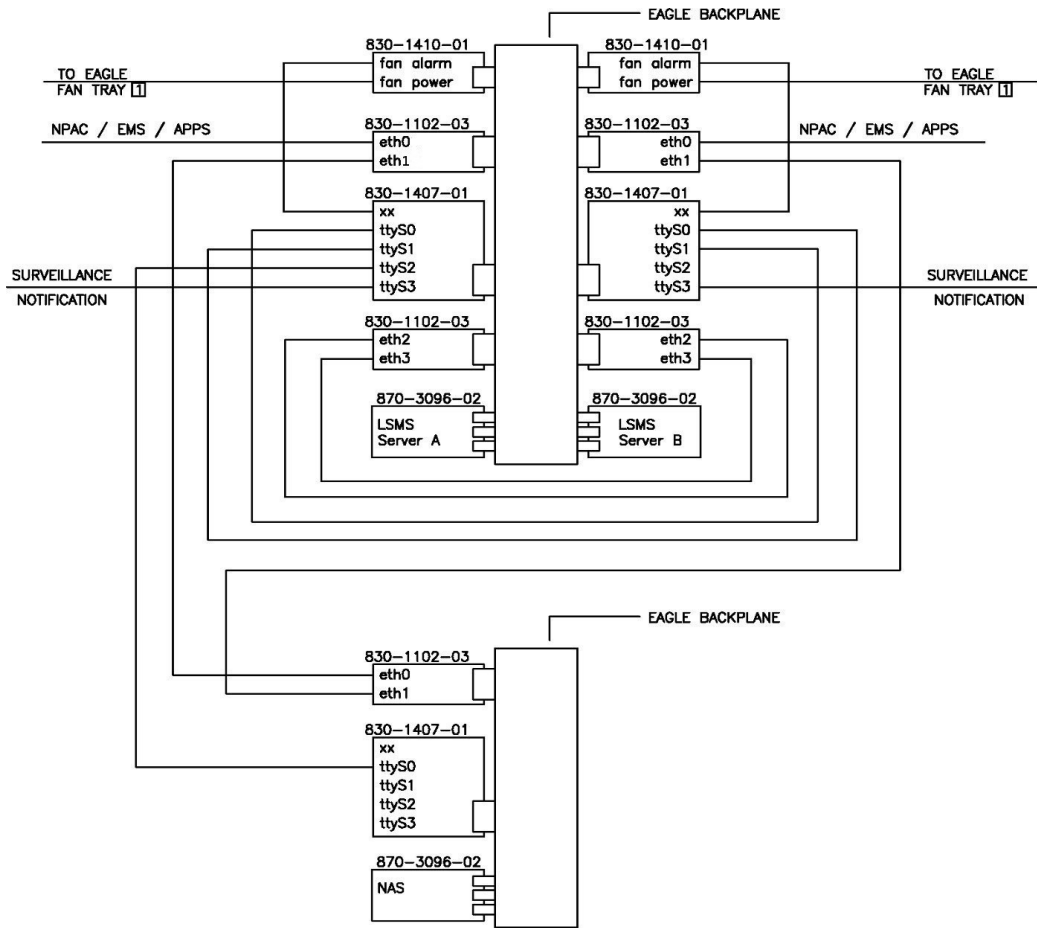 EAGLE BACKPLANE
830-1410-01
fan alarm
fan power
830-1410-01
fan alarm
fan power
TO EAGLE
FAN TRAY 1
TO EAGLE
FAN TRAY 1
NPAC / EMS / APPS
830-1102-03
eth0
eth1
830-1102-03
eth0
eth1
NPAC / EMS / APPS
830-1407-01
xx
ttyS0
ttyS1
ttyS2
ttyS3
830-1407-01
xx
ttyS0
ttyS1
ttyS2
ttyS3
SURVEILLANCE
NOTIFICATION
SURVEILLANCE
NOTIFICATION
830-1102-03
eth2
eth3
830-1102-03
eth2
eth3
870-3096-02
LSMS
Server A
870-3096-02
LSMS
Server B
EAGLE BACKPLANE
830-1102-03
eth0
eth1
830-1407-01
xx
ttyS0
ttyS1
ttyS2
ttyS3
870-3096-02
NAS